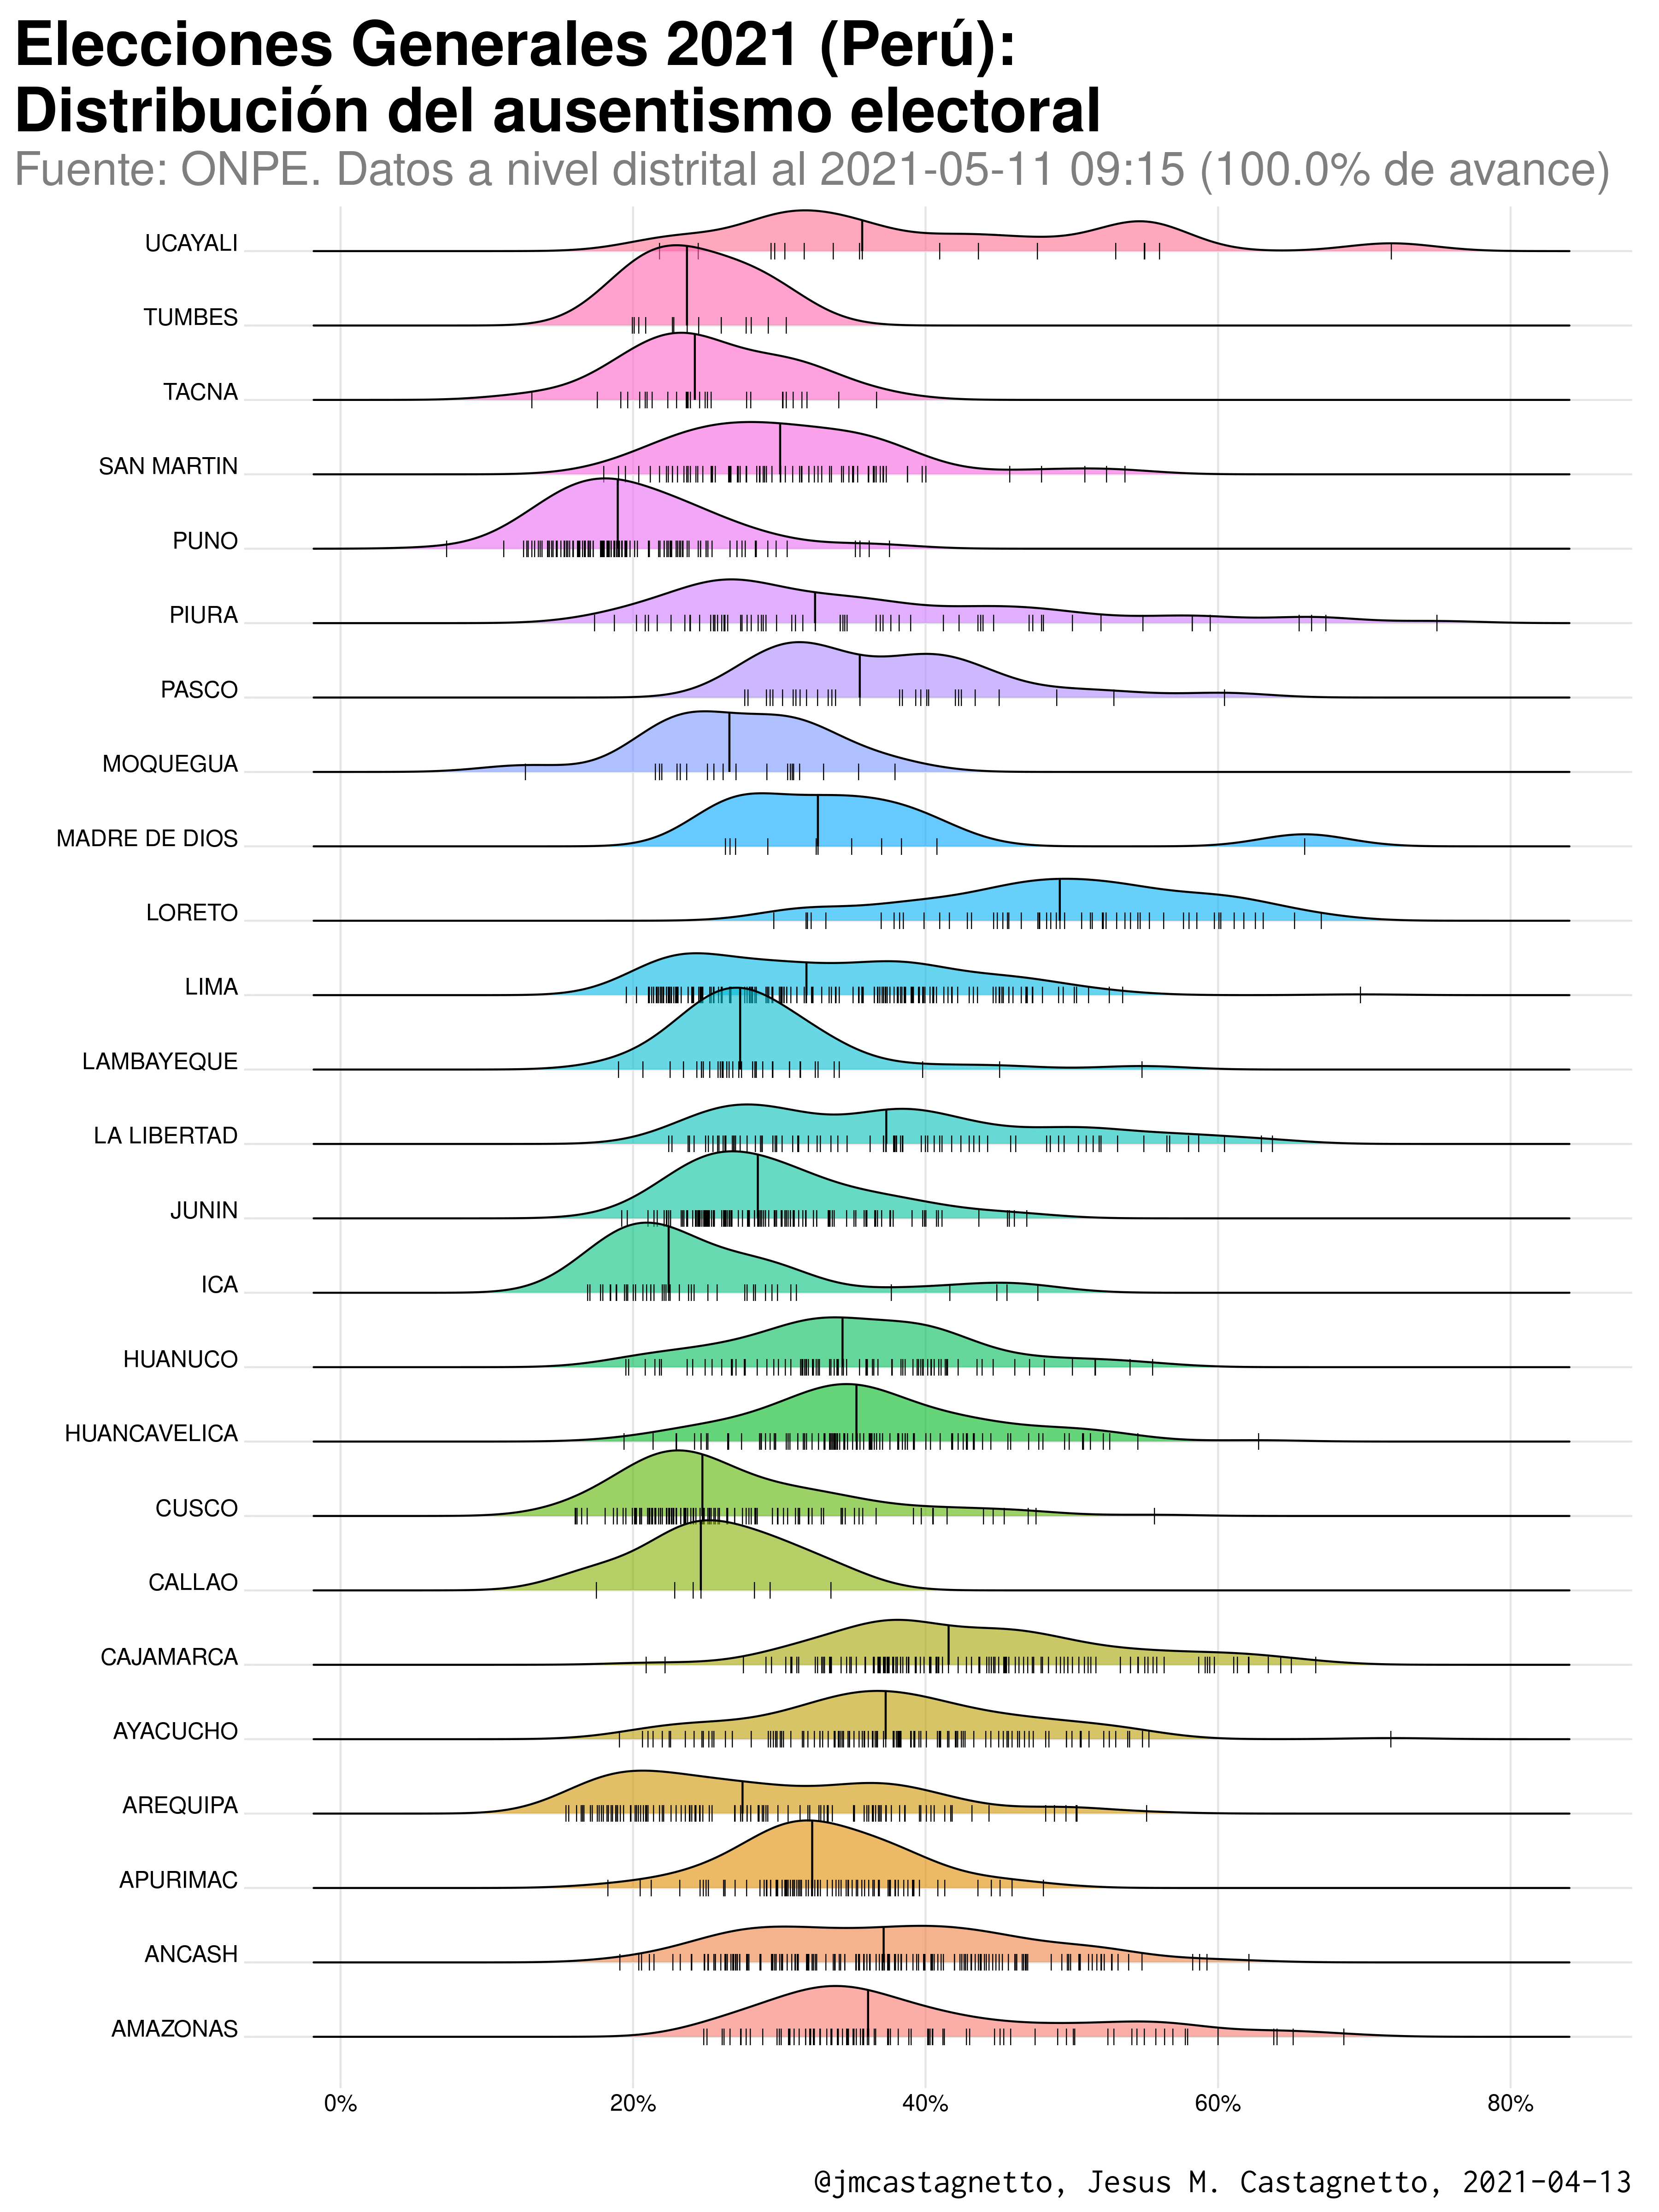 Elecciones Generales 2021 (Perú):
Distribución del ausentismo electoral
Fuente: ONPE. Datos a nivel distrital al 2021-05-11 09:15 (100.0% de avance)
UCAYALI
TUMBES
TACNA
SAN MARTIN
PUNO
PIURA
PASCO
MOQUEGUA
MADRE DE DIOS
LORETO
LIMA
LAMBAYEQUE
LA LIBERTAD
JUNIN
ICA
HUANUCO
HUANCAVELICA
CUSCO
CALLAO
CAJAMARCA
AYACUCHO
AREQUIPA
APURIMAC
ANCASH
AMAZONAS
0% 20% 40% 60% 80%
@jmcastagnetto, Jesus M. Castagnetto, 2021-04-13